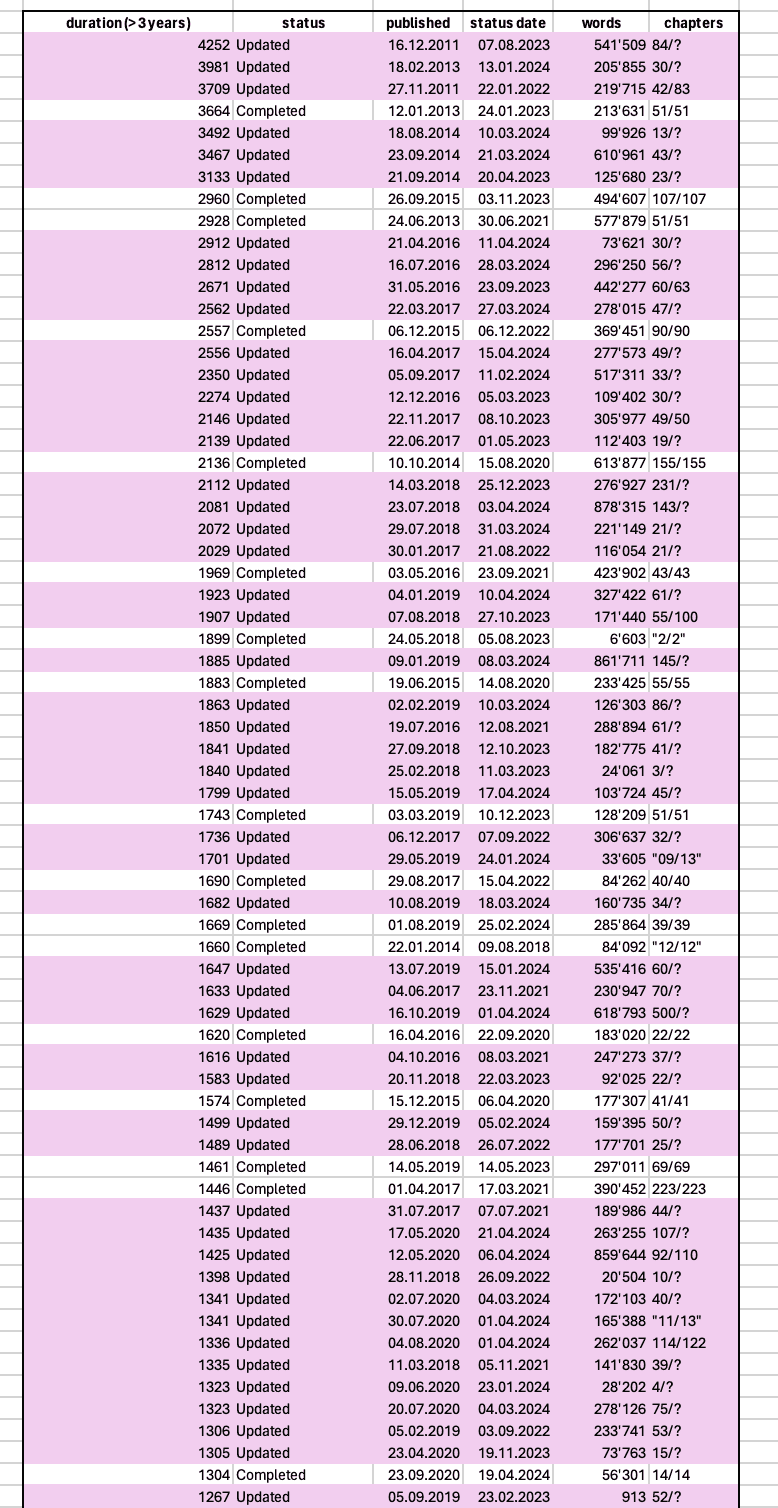 duration (> 3 years) status published status date words chapters
4252 Updated 16.12.2011 07.08.2023 541'509 84/?
3981 Updated 18.02.2013 13.01.2024 205'855 30/?
3709 Updated 27.11.2011 22.01.2022 219'715 42/83
3664 Completed 12.01.2013 24.01.2023 213'631 51/51
3492 Updated 18.08.2014 10.03.2024 99'926 13/?
3467 Updated 23.09.2014 21.03.2024 610'961 43/?
3133 Updated 21.09.2014 20.04.2023 125'680 23/?
2960 Completed 26.09.2015 03.11.2023 494'607 107/107
2928 Completed 24.06.2013 30.06.2021 577'879 51/51
2912 Updated 21.04.2016 11.04.2024 73'621 30/?
2812 Updated 16.07.2016 28.03.2024 296'250 56/?
2671 Updated 31.05.2016 23.09.2023 442'277 60/63
2562 Updated 22.03.2017 27.03.2024 278'015 47/?
2557 Completed 06.12.2015 06.12.2022 369'451 90/90
2556 Updated 16.04.2017 15.04.2024 277'573 49/?
2350 Updated 05.09.2017 11.02.2024 517'311 33/?
2274 Updated 12.12.2016 05.03.2023 109'402 30/?
2146 Updated 22.11.2017 08.10.2023 305'977 49/50
2139 Updated 22.06.2017 01.05.2023 112'403 19/?
2136 Completed 10.10.2014 15.08.2020 613'877 155/155
2112 Updated 14.03.2018 25.12.2023 276'927 231/?
2081 Updated 23.07.2018 03.04.2024 878'315 143/?
2072 Updated 29.07.2018 31.03.2024 221'149 21/?
2029 Updated 30.01.2017 21.08.2022 116'054 21/?
1969 Completed 03.05.2016 23.09.2021 423'902 43/43
1923 Updated 04.01.2019 10.04.2024 327'422 61/?
1907 Updated 07.08.2018 27.10.2023 171'440 55/100
1899 Completed 24.05.2018 05.08.2023 6'603 "2/2"
1885 Updated 09.01.2019 08.03.2024 861'711 145/?
1883 Completed 19.06.2015 14.08.2020 233'425 55/55
1863 Updated 02.02.2019 10.03.2024 126'303 86/?
1850 Updated 19.07.2016 12.08.2021 288'894 61/?
1841 Updated 27.09.2018 12.10.2023 182'775 41/?
1840 Updated 25.02.2018 11.03.2023 24'061 3/?
1799 Updated 15.05.2019 17.04.2024 103'724 45/?
1743 Completed 03.03.2019 10.12.2023 128'209 51/51
1736 Updated 06.12.2017 07.09.2022 306'637 32/?
1701 Updated 29.05.2019 24.01.2024 33'605 "09/13"
1690 Completed 29.08.2017 15.04.2022 84'262 40/40
1682 Updated 10.08.2019 18.03.2024 160'735 34/?
1669 Completed 01.08.2019 25.02.2024 285'864 39/39
1660 Completed 22.01.2014 09.08.2018 84'092 "12/12"
1647 Updated 13.07.2019 15.01.2024 535'416 60/?
1633 Updated 04.06.2017 23.11.2021 230'947 70/?
1629 Updated 16.10.2019 01.04.2024 618'793 500/?
1620 Completed 16.04.2016 22.09.2020 183'020 22/22
1616 Updated 04.10.2016 08.03.2021 247'273 37/?
1583 Updated 20.11.2018 22.03.2023 92'025 22/?
1574 Completed 15.12.2015 06.04.2020 177'307 41/41
1499 Updated 29.12.2019 05.02.2024 159'395 50/?
1489 Updated 28.06.2018 26.07.2022 177'701 25/?
1461 Completed 14.05.2019 14.05.2023 297'011 69/69
1446 Completed 01.04.2017 17.03.2021 390'452 223/223
1437 Updated 31.07.2017 07.07.2021 189'986 44/?
1435 Updated 17.05.2020 21.04.2024 263'255 107/?
1425 Updated 12.05.2020 06.04.2024 859'644 92/110
1398 Updated 28.11.2018 26.09.2022 20'504 10/?
1341 Updated 02.07.2020 04.03.2024 172'103 40/?
1341 Updated 30.07.2020 01.04.2024 165'388 "11/13"
1336 Updated 04.08.2020 01.04.2024 262'037 114/122
1335 Updated 11.03.2018 05.11.2021 141'830 39/?
1323 Updated 09.06.2020 23.01.2024 28'202 4/?
1323 Updated 20.07.2020 04.03.2024 278'126 75/?
1306 Updated 05.02.2019 03.09.2022 233'741 53/?
1305 Updated 23.04.2020 19.11.2023 73'763 15/?
1304 Completed 23.09.2020 19.04.2024 56'301 14/14
1267 Updated 05.09.2019 23.02.2023 913 52/?